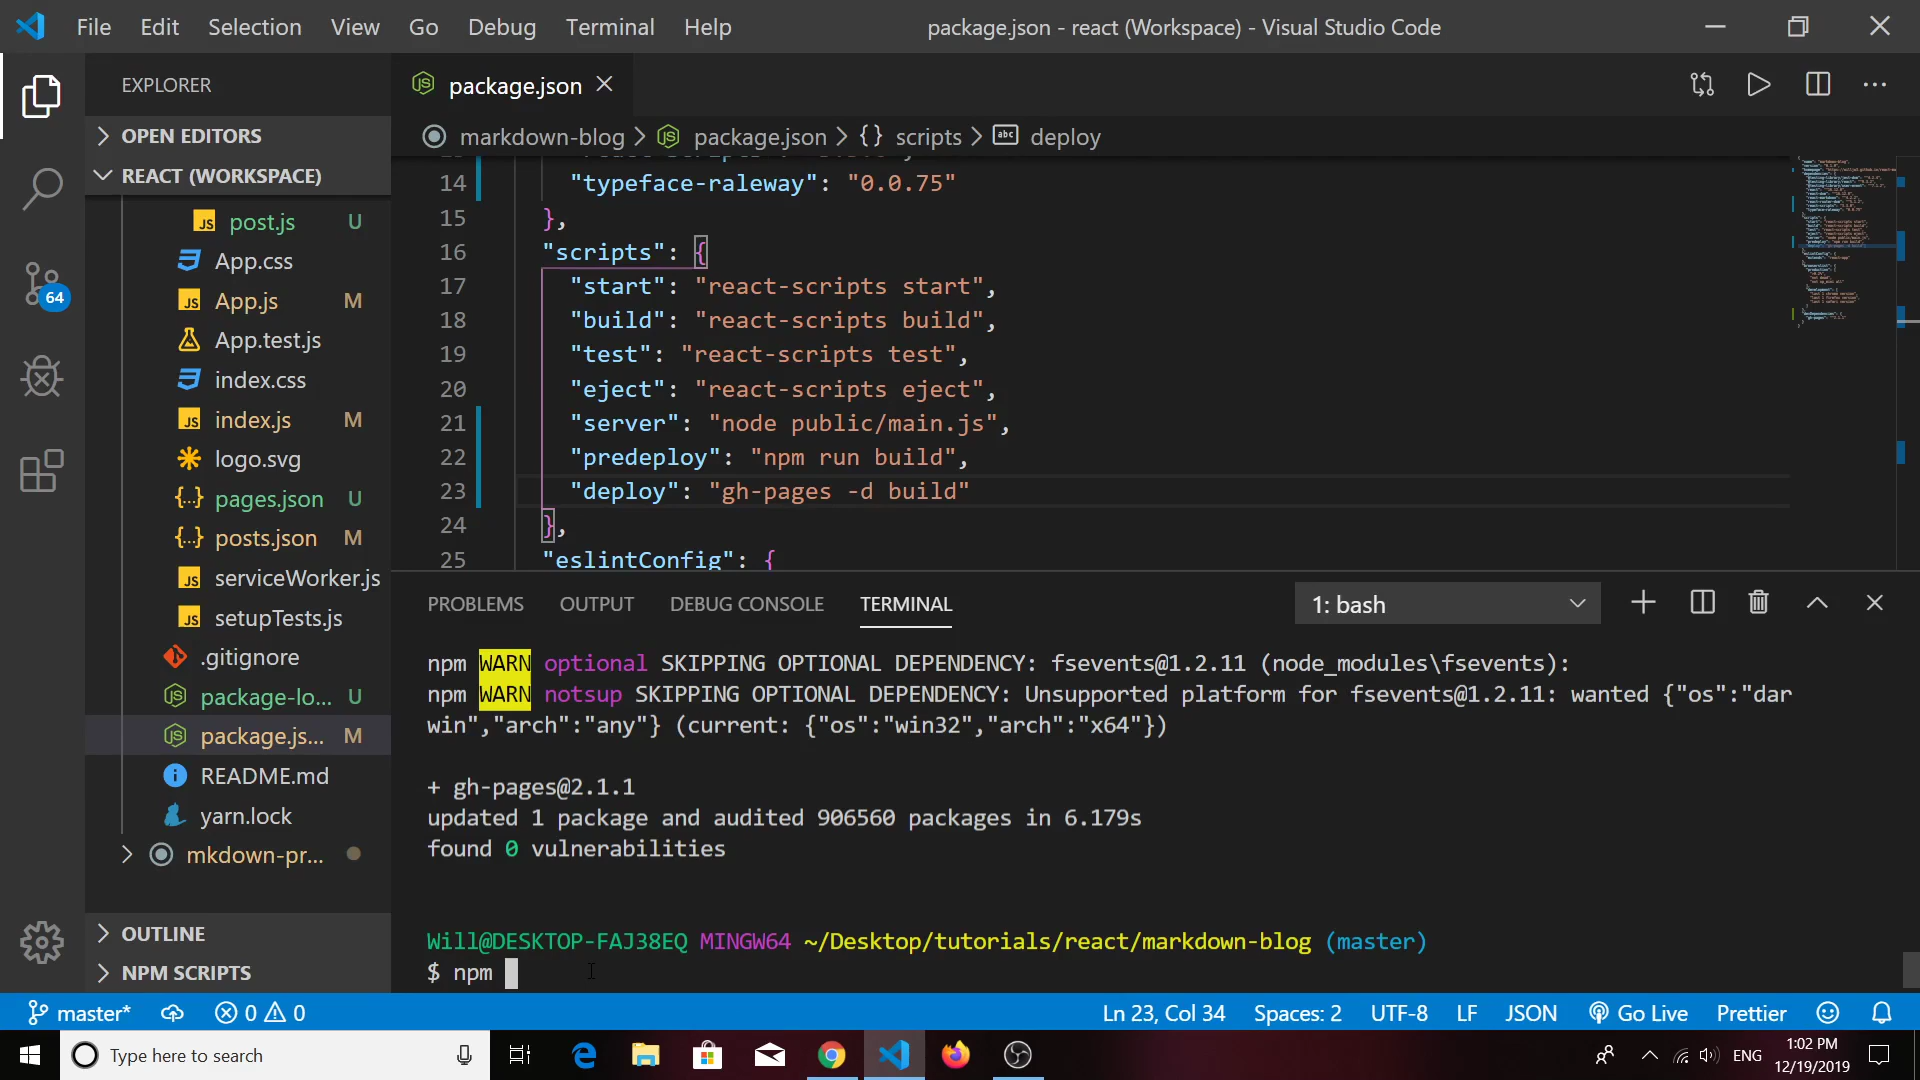 File Edit Selection View Go Debug Terminal Help
package.json - react (Workspace) - Visual Studio Code
EXPLORER
package.json
OPEN EDITORS
markdown-blog > package.json > {} scripts > abc deploy
REACT (WORKSPACE)
JS post.js U
App.css
JS App.js M
App.test.js
index.css
JS index.js M
logo.svg
{..} pages.json U
{..} posts.json M
JS serviceWorker.js
JS setupTests.js
.gitignore
package-lo... U
package.js... M
README.md
yarn.lock
mkdown-pr...
OUTLINE
NPM SCRIPTS
64
14 "typeface-raleway": "0.0.75"
15 },
16 "scripts": {
17 "start": "react-scripts start",
18 "build": "react-scripts build",
19 "test": "react-scripts test",
20 "eject": "react-scripts eject",
21 "server": "node public/main.js",
22 "predeploy": "npm run build",
23 "deploy": "gh-pages -d build"
24 },
25 "eslintConfig": {
PROBLEMS OUTPUT DEBUG CONSOLE TERMINAL
1: bash
npm WARN optional SKIPPING OPTIONAL DEPENDENCY: fsevents@1.2.11 (node_modules\fsevents):
npm WARN notsup SKIPPING OPTIONAL DEPENDENCY: Unsupported platform for fsevents@1.2.11: wanted {"os":"dar
win","arch":"any"} (current: {"os":"win32","arch":"x64"})
+ gh-pages@2.1.1
updated 1 package and audited 906560 packages in 6.179s
found 0 vulnerabilities
Will@DESKTOP-FAJ38EQ MINGW64 ~/Desktop/tutorials/react/markdown-blog (master)
$ npm
master* 0 0
Ln 23, Col 34 Spaces: 2 UTF-8 LF JSON Go Live Prettier
Type here to search
ENG
1:02 PM
12/19/2019